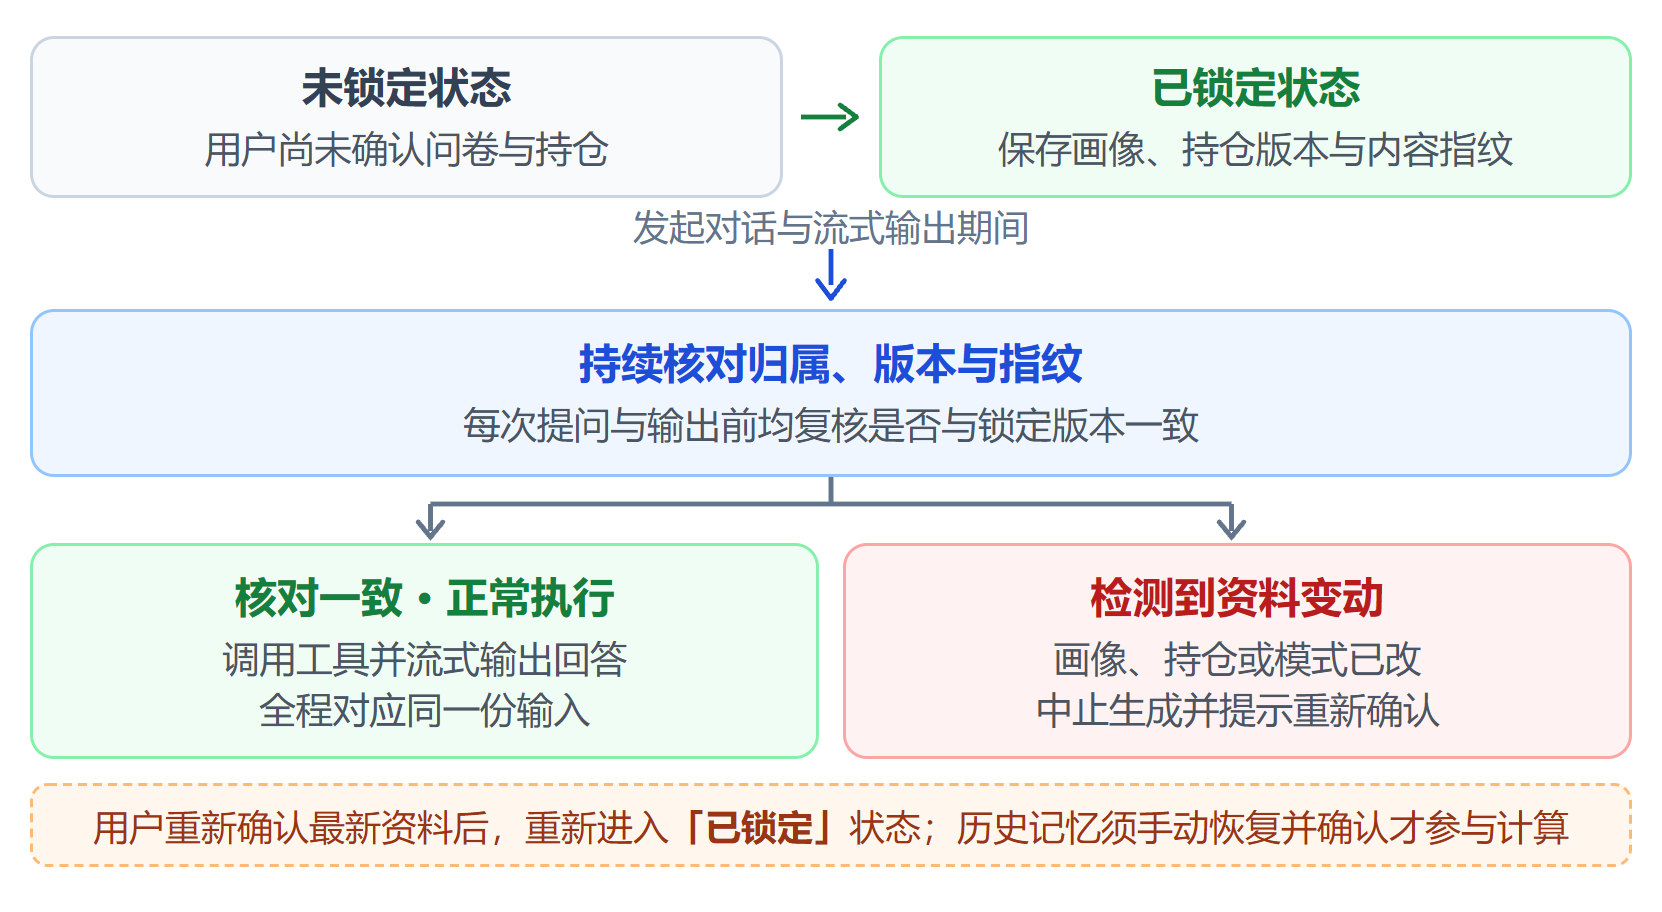 未锁定状态
用户尚未确认问卷与持仓
已锁定状态
保存画像、持仓版本与内容指纹
发起对话与流式输出期间
持续核对归属、版本与指纹
每次提问与输出前均复核是否与锁定版本一致
核对一致·正常执行
调用工具并流式输出回答
全程对应同一份输入
检测到资料变动
画像、持仓或模式已改
中止生成并提示重新确认
用户重新确认最新资料后，重新进入「已锁定」状态；历史记忆须手动恢复并确认才参与计算